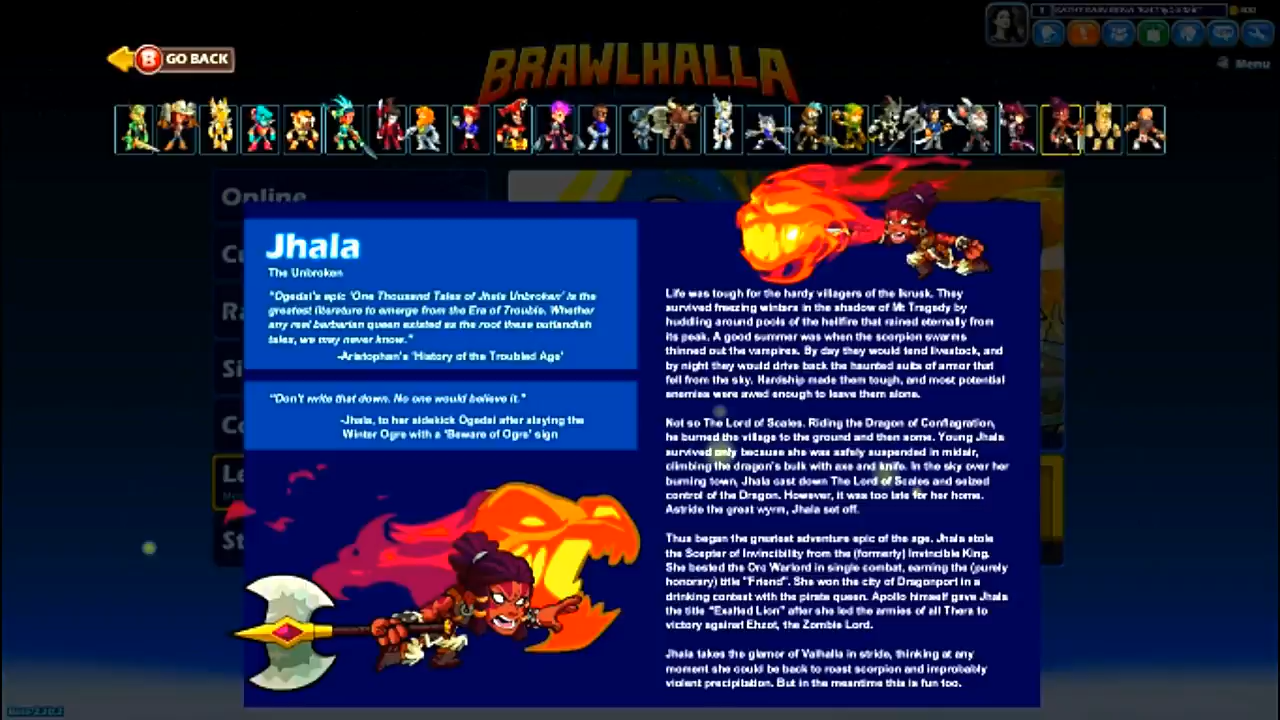 GO BACK
BRAWLHALLA
Menu
Online
Jhala
The Unbroken
"Ogedai's epic 'One Thousand Tales of Jhala Unbroken' is the
greatest literature to emerge from the Era of Trouble. Whether
any real barbarian queen existed as the root these outlandish
tales, we may never know."
-Aristophan's 'History of the Troubled Age'
"Don't write that down. No one would believe it."
-Jhala, to her sidekick Ogedai after slaying the
Winter Ogre with a 'Beware of Ogre' sign
Life was tough for the hardy villagers of the Ikrusk. They
survived freezing winters in the shadow of Mt Tragedy by
huddling around pools of the hellfire that rained eternally from
its peak. A good summer was when the scorpion swarms
thinned out the vampires. By day they would tend livestock, and
by night they would drive back the haunted suits of armor that
fell from the sky. Hardship made them tough, and most potential
enemies were awed enough to leave them alone.
Not so The Lord of Scales. Riding the Dragon of Conflagration,
he burned the village to the ground and then some. Young Jhala
survived only because she was safely suspended in midair,
climbing the dragon's bulk with axe and knife. In the sky over her
burning town, Jhala cast down The Lord of Scales and seized
control of the Dragon. However, it was too late for her home.
Astride the great wyrm, Jhala set off.
Thus began the greatest adventure epic of the age. Jhala stole
the Scepter of Invincibility from the (formerly) Invincible King.
She bested the Orc Warlord in single combat, earning the (purely
honorary) title "Friend". She won the city of Dragonport in a
drinking contest with the pirate queen. Apollo himself gave Jhala
the title "Exalted Lion" after she led the armies of all Thera to
victory against Ehzot, the Zombie Lord.
Jhala takes the glamor of Valhalla in stride, thinking at any
moment she could be back to roast scorpion and improbably
violent precipitation. But in the meantime this is fun too.